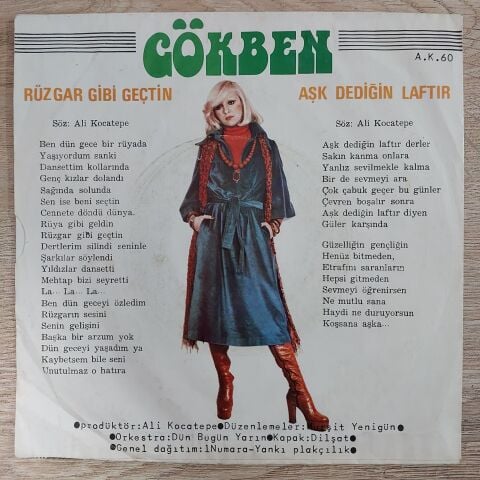 GÖKBEN
A.K.60
RÜZGAR GİBİ GEÇTİN
Söz: Ali Kocatepe
Ben dün gece bir rüyada
Yaşıyordum sanki
Dansettim kollarında
Genç kızlar dolandı
Sağında solunda
Sen ise beni seçtin
Cennete döndü dünya.
Rüya gibi geldin
Rüzgar gibi geçtin
Dertlerim silindi seninle
Şarkılar söylendi
Yıldızlar dansetti
Mehtap bizi seyretti
La... La... La...
Ben dün geceyi özledim
Rüzgarın sesini
Senin gelişini
Başka bir arzum yok
Dün geceyi yaşadım ya
Kaybetsem bile seni
Unutulmaz o hatıra
AŞK DEDİĞİN LAFTIR
Söz: Ali Kocatepe
Aşk dediğin laftır derler
Sakın kanma onlara
Yanlız sevilmekle kalma
Bir de sevmeyi ara
Çok çabuk geçer bu günler
Çevren boşalır sonra
Aşk dediğin laftır diyen
Güler karşında
Güzelliğin gençliğin
Henüz bitmeden,
Etrafını saranların
Hepsi gitmeden
Sevmeyi öğrenirsen
Ne mutlu sana
Haydi ne duruyorsun
Koşsana aşka...
●prodüktör:Ali Kocatepe●Düzenlemeler: Yenigün●
●Orkestra:Dün Bugün Yarın●Kapak:Dilşat●
●Genel dağıtım:1Numara-Yankı plakçılık●